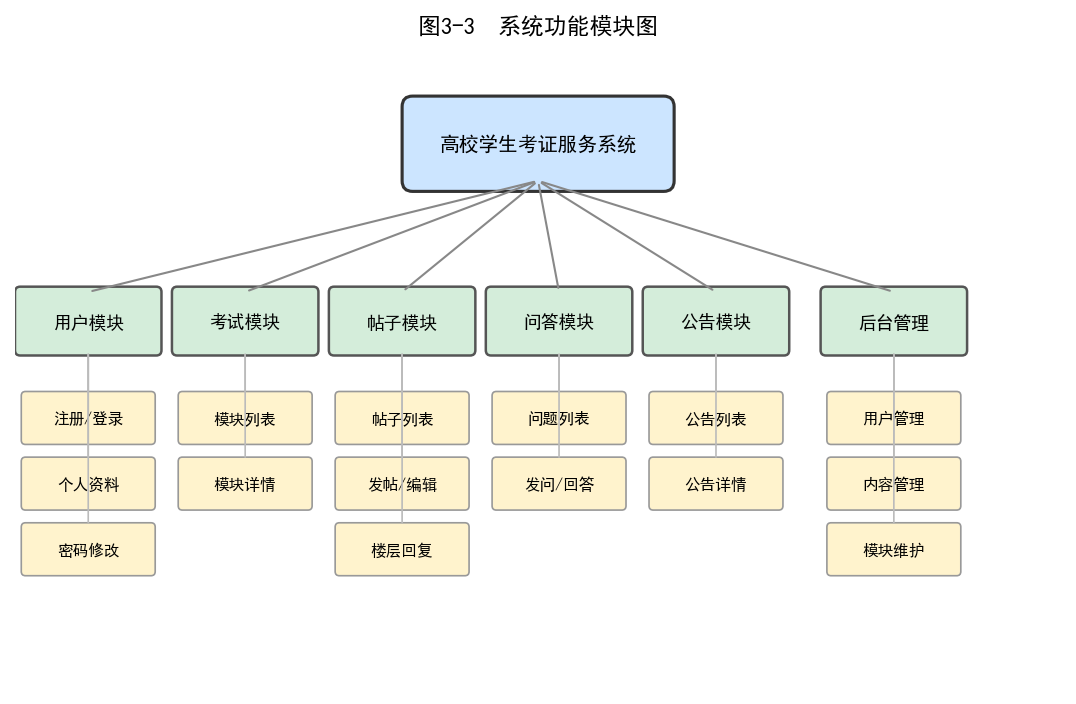 图3-3 系统功能模块图
高校学生考证服务系统
用户模块
考试模块
帖子模块
问答模块
公告模块
后台管理
注册/登录
模块列表
帖子列表
问题列表
公告列表
用户管理
个人资料
模块详情
发帖/编辑
发问/回答
公告详情
内容管理
密码修改
楼层回复
模块维护